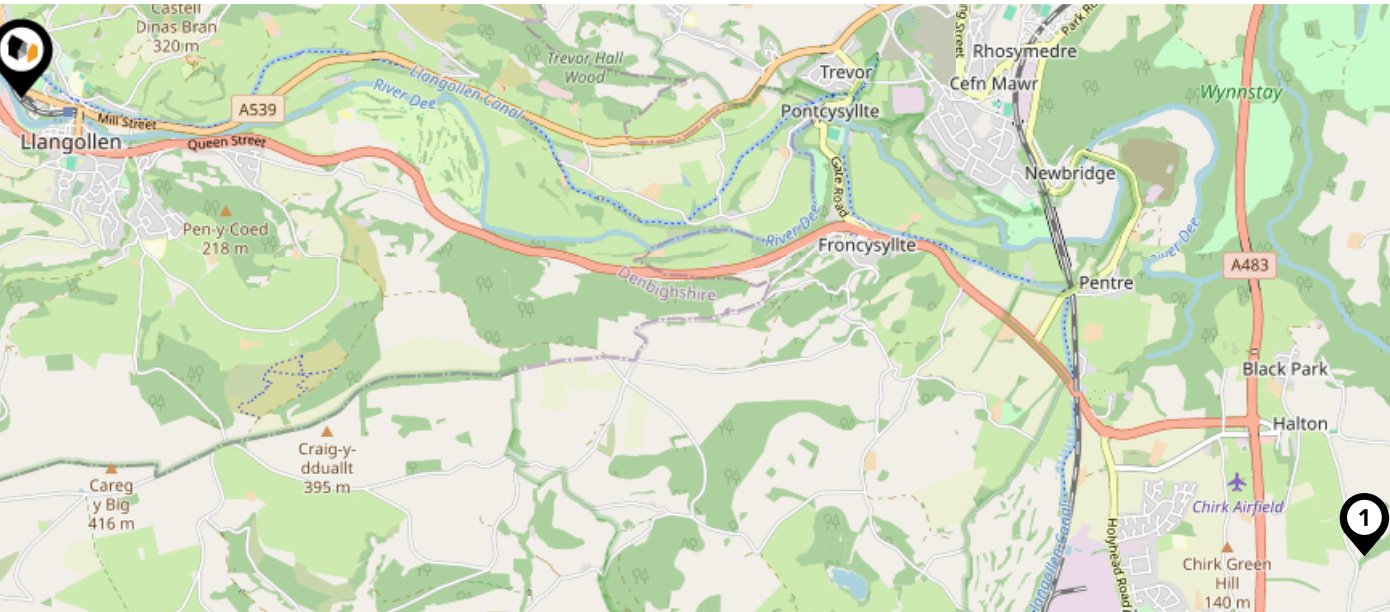 Castell
Dinas Bran
320 m
Trevor Hall
Wood
Rhosymedre
Cefn Mawr
Trevor
Pontcysyllte
Wynnstay
Llangollen Canal
River Dee
A539
Mill Street
Queen Street
Llangollen
Gate Road
Newbridge
Pen-y-Coed
218 m
River Dee
Froncysyllte
River Dee
A483
Pentre
Denbighshire
Black Park
Halton
Craig-y-
dduallt
395 m
Careg
y Big
416 m
Chirk Airfield
1
Llangollen Canal
Holyhead Road
Chirk Green
Hill
140 m